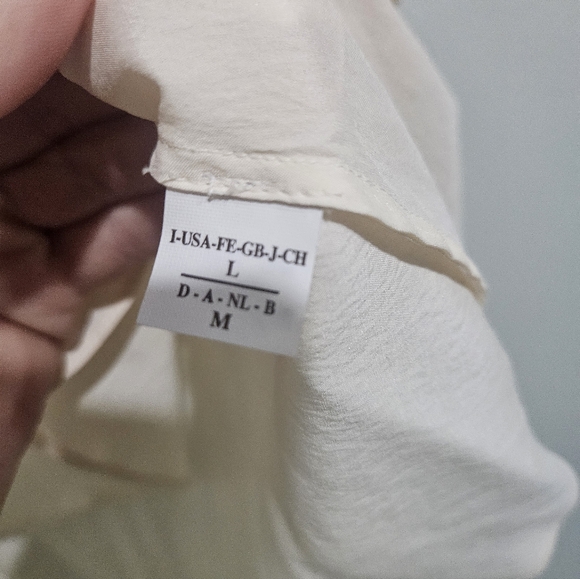 I-USA-FE-GB-J-CH
L
D - A - NL - B
M